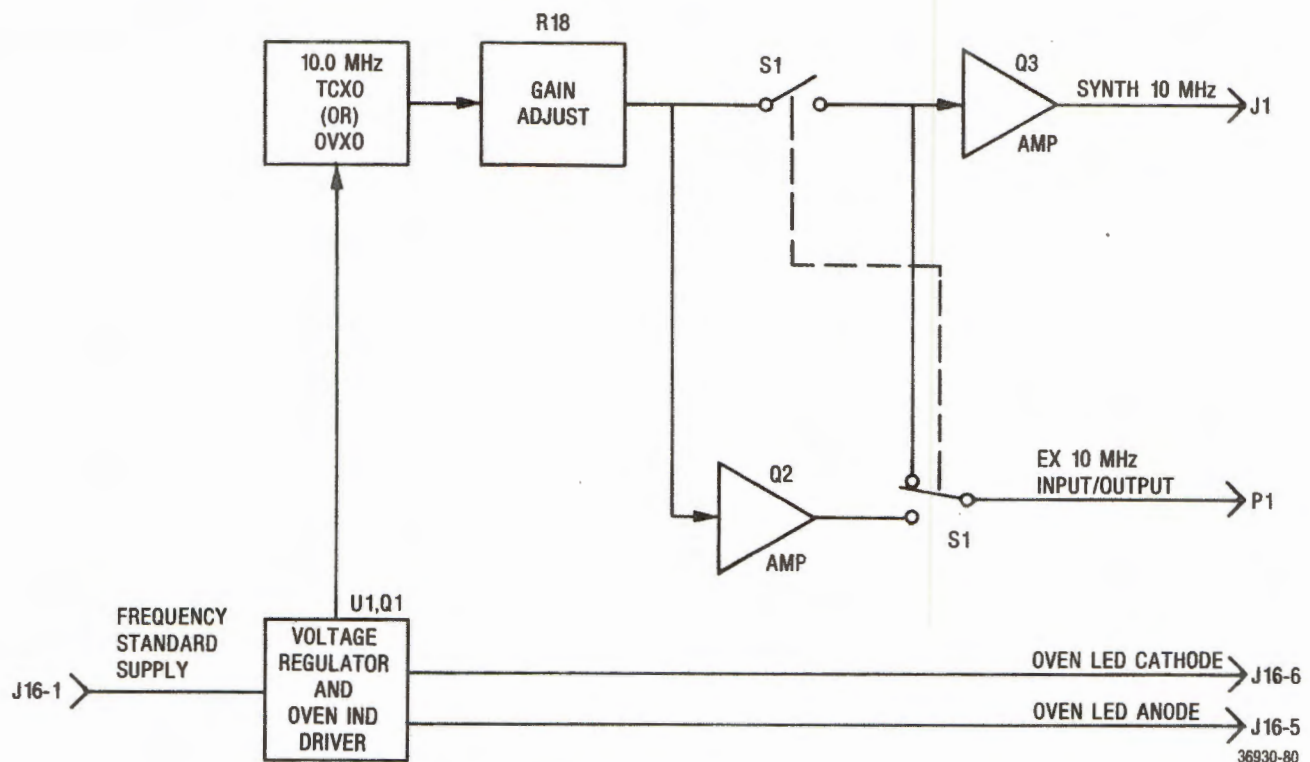 R18
10.0 MHz
TCXO
(OR)
OVXO
GAIN
ADJUST
S1
Q3
AMP
SYNTH 10 MHz
J1
Q2
AMP
S1
EX 10 MHz
INPUT/OUTPUT
P1
J16-1
FREQUENCY
STANDARD
SUPPLY
U1,Q1
VOLTAGE
REGULATOR
AND
OVEN IND
DRIVER
OVEN LED CATHODE
J16-6
OVEN LED ANODE
J16-5
36930-80